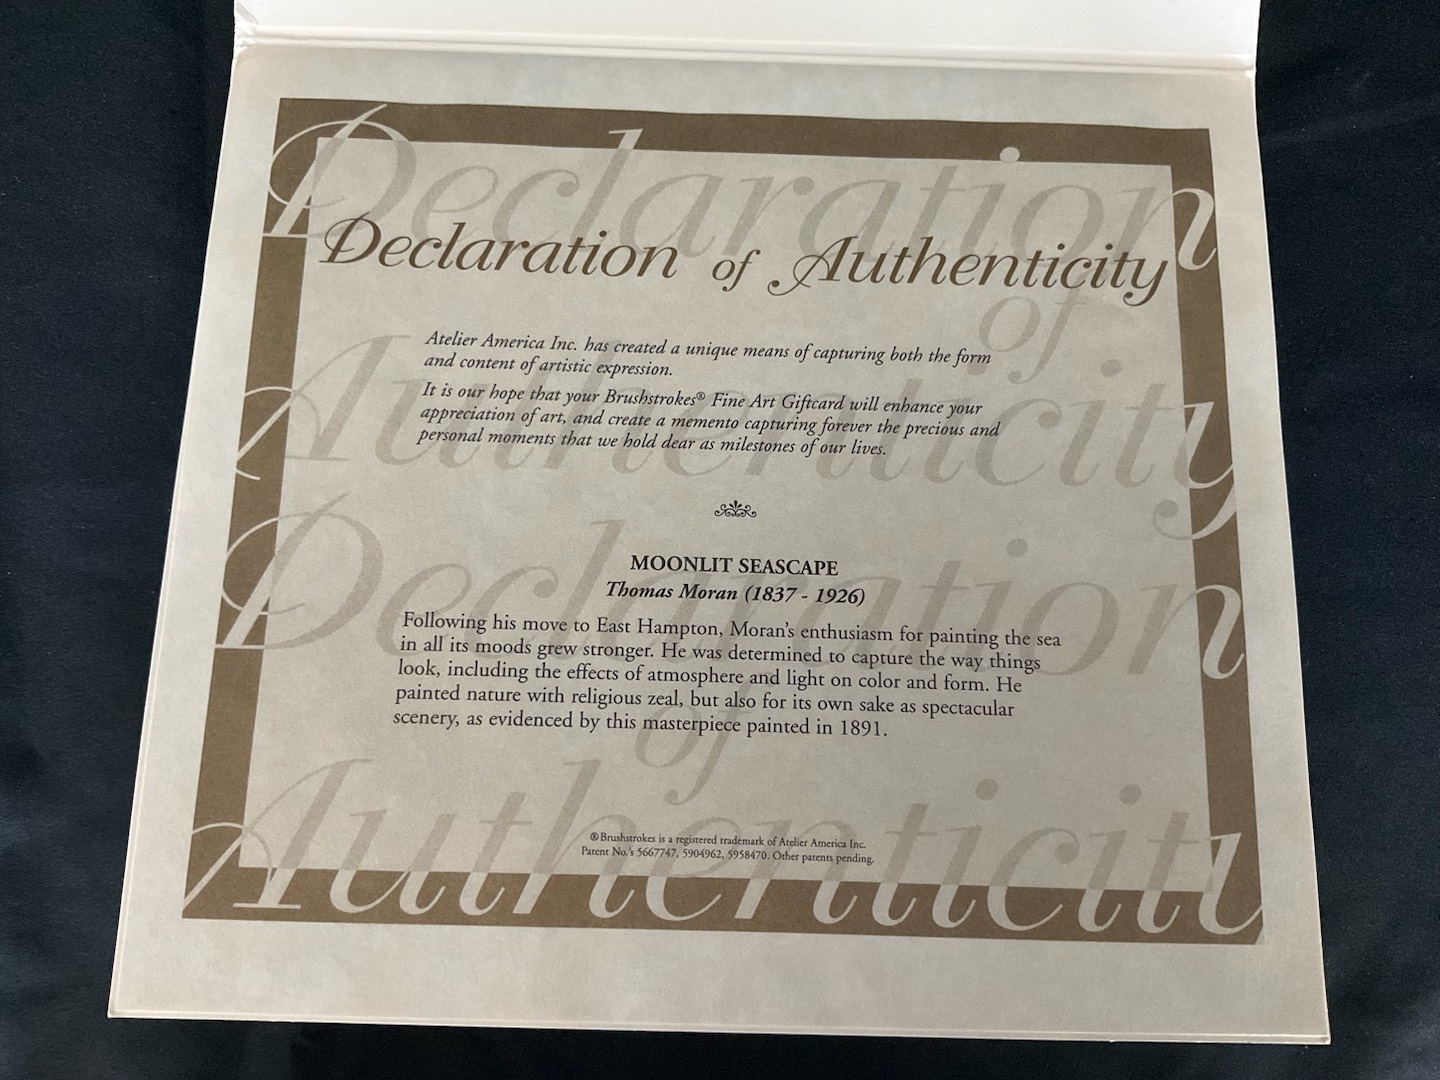 Declaration of Authenticity
Declaration of Authenticity
Atelier America Inc. has created a unique means of capturing both the form
and content of artistic expression.
It is our hope that your Brushstrokes® Fine Art Giftcard will enhance your
appreciation of art, and create a memento capturing forever the precious and
personal moments that we hold dear as milestones of our lives.
Declaration of Authenticity
MOONLIT SEASCAPE
Thomas Moran (1837 - 1926)
Following his move to East Hampton, Moran's enthusiasm for painting the sea
in all its moods grew stronger. He was determined to capture the way things
look, including the effects of atmosphere and light on color and form. He
painted nature with religious zeal, but also for its own sake as spectacular
scenery, as evidenced by this masterpiece painted in 1891.
®Brushstrokes is a registered trademark of Atelier America Inc.
Patent No.'s 5667747, 5904962, 5958470. Other patents pending.